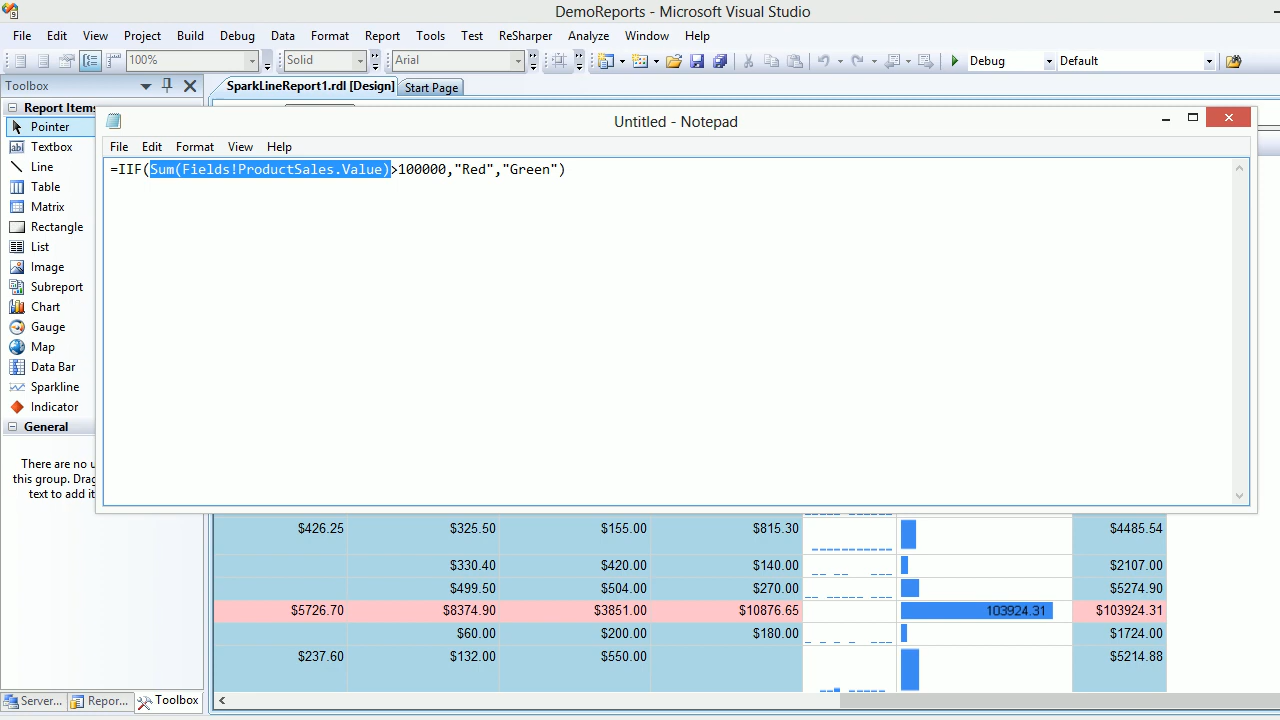 DemoReports - Microsoft Visual Studio
File Edit View Project Build Debug Data Format Report Tools Test ReSharper Analyze Window Help
100% Solid Arial Debug Default
Toolbox
SparkLineReport1.rdl [Design] Start Page
Report Items
Pointer
Textbox
Line
Table
Matrix
Rectangle
List
Image
Subreport
Chart
Gauge
Map
Data Bar
Sparkline
Indicator
General
There are no u
this group. Drag
text to add it
Untitled - Notepad
File Edit Format View Help
=IIF(Sum(Fields!ProductSales.Value)>100000,"Red","Green")
$426.25 $325.50 $155.00 $815.30 $4485.54
$30.40 $420.00 $140.00 $2107.00
$499.50 $504.00 $270.00 $5274.90
$5726.70 $874.90 $3851.00 $10876.65 103924.31 $103924.31
$60.00 $200.00 $180.00 $1724.00
$237.60 $132.00 $550.00 $5214.88
Server... Repor... Toolbox